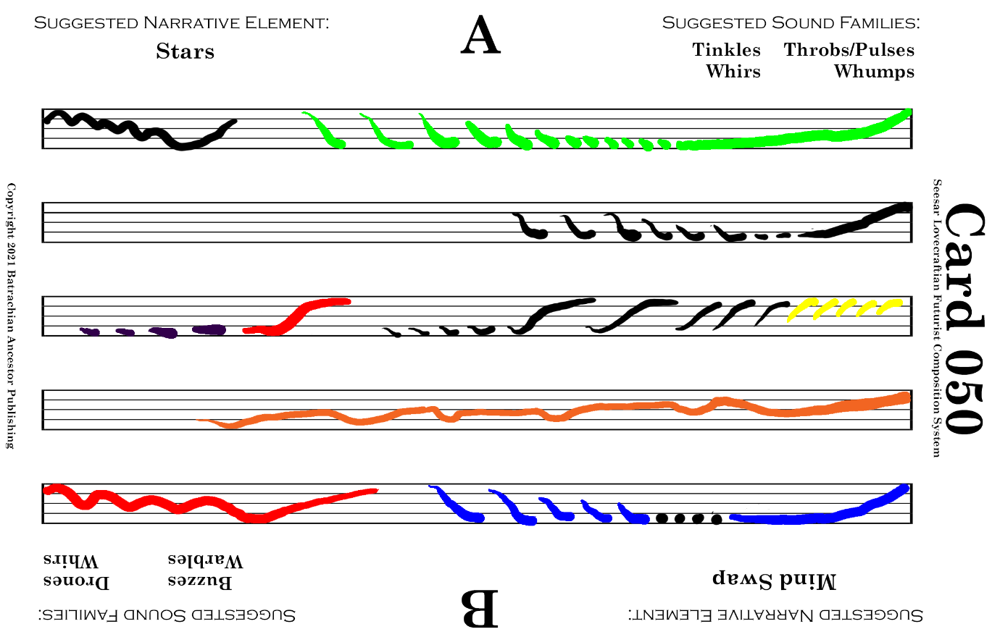 SUGGESTED NARRATIVE ELEMENT:
Stars
A
SUGGESTED SOUND FAMILIES:
Tinkles Throbs/Pulses
Whirs Whumps
Copyright 2021 Batrachian Ancestor Publishing
Card 050
Seesar Lovecraftian Futurist Composition System
B
SUGGESTED NARRATIVE ELEMENT:
Mind Swap
SUGGESTED SOUND FAMILIES:
Buzzes Drones
Warbles Whirs